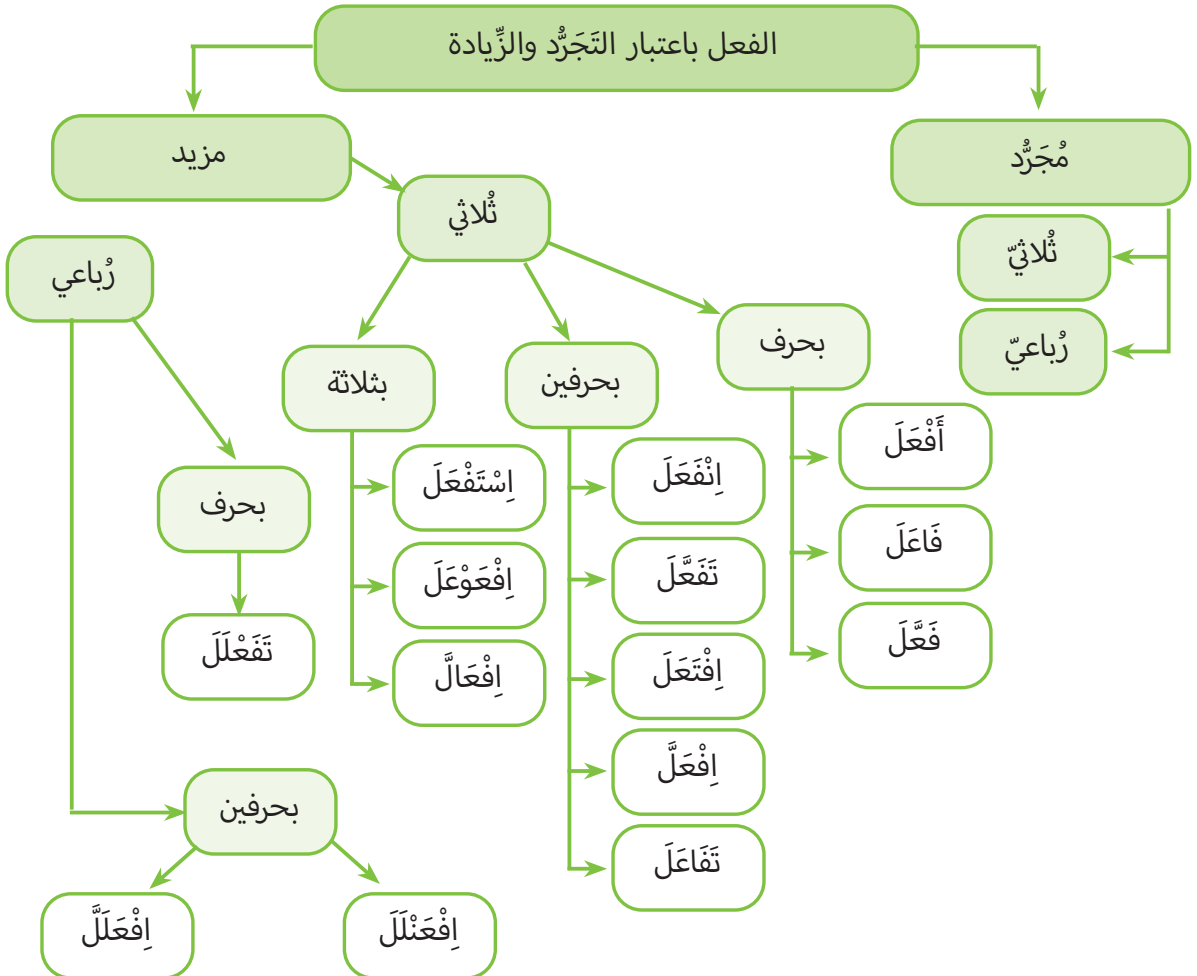 الفعل باعتبار التَجَرُّد والزِّيادة
مُجَرُّد
ثُلاثيّ
رُباعيّ
مزيد
ثُلاثي
بحرف
أَفْعَلَ
فَاعَلَ
فَعَّلَ
بحرفين
اِنْفَعَلَ
تَفَعَّلَ
اِفْتَعَلَ
اِفْعَلَّ
تَفَاعَلَ
بثلاثة
اِسْتَفْعَلَ
اِفْعَوْعَلَ
اِفْعَالَّ
رُباعي
بحرف
تَفَعْلَلَ
بحرفين
اِفْعَنْلَلَ
اِفْعَلَلَّ